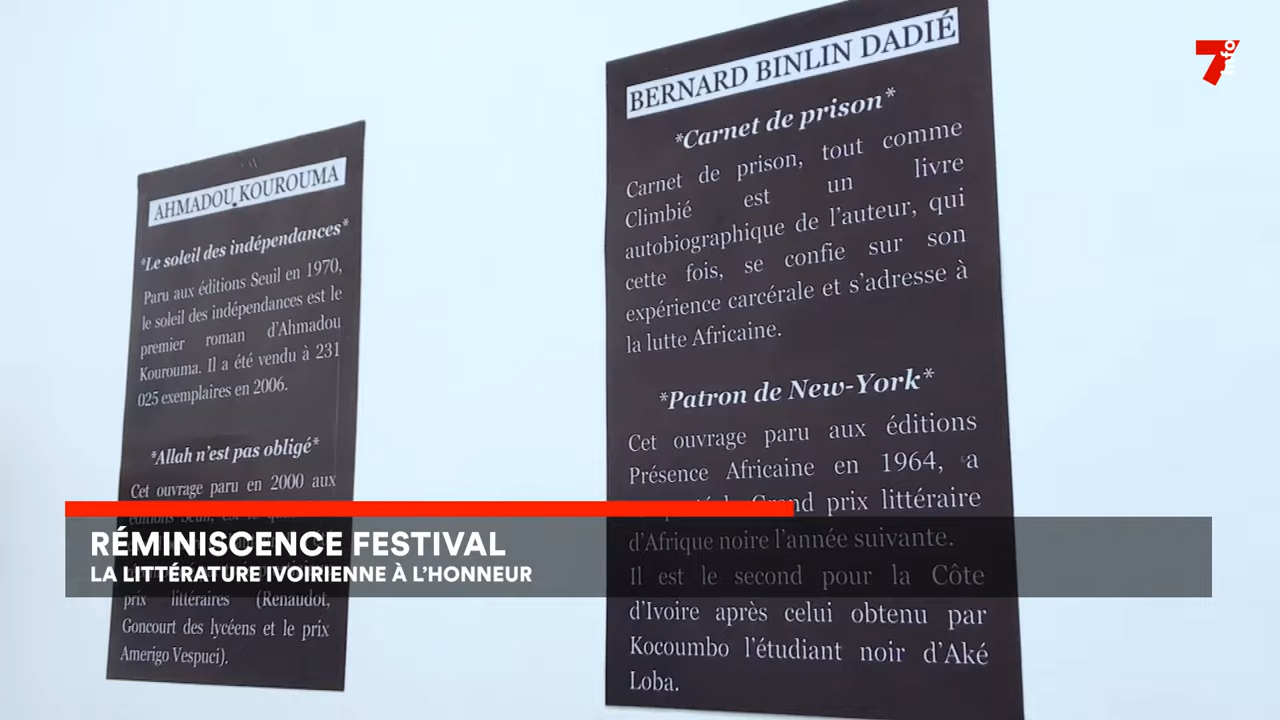 7info
AHMADOU KOUROUMA
*Le soleil des indépendances*
Paru aux éditions Seuil en 1970,
le soleil des indépendances est le
premier roman d'Ahmadou
Kourouma. Il a été vendu à 231
025 exemplaires en 2006.
*Allah n'est pas obligé*
Cet ouvrage paru en 2000 aux
éditions Seuil, est le
prix littéraires (Renaudot,
Goncourt des lycéens et le prix
Amerigo Vespuci).
BERNARD BINLIN DADIÉ
*Carnet de prison*
Carnet de prison, tout comme
Climbié est un livre
autobiographique de l'auteur, qui
cette fois, se confie sur son
expérience carcérale et s'adresse à
la lutte Africaine.
*Patron de New-York*
Cet ouvrage paru aux éditions
Présence Africaine en 1964, a
Grand prix littéraire
d'Afrique noire l'année suivante.
Il est le second pour la Côte
d'Ivoire après celui obtenu par
Kocoumbo l'étudiant noir d'Aké
Loba.
RÉMINISCENCE FESTIVAL
LA LITTÉRATURE IVOIRIENNE À L'HONNEUR